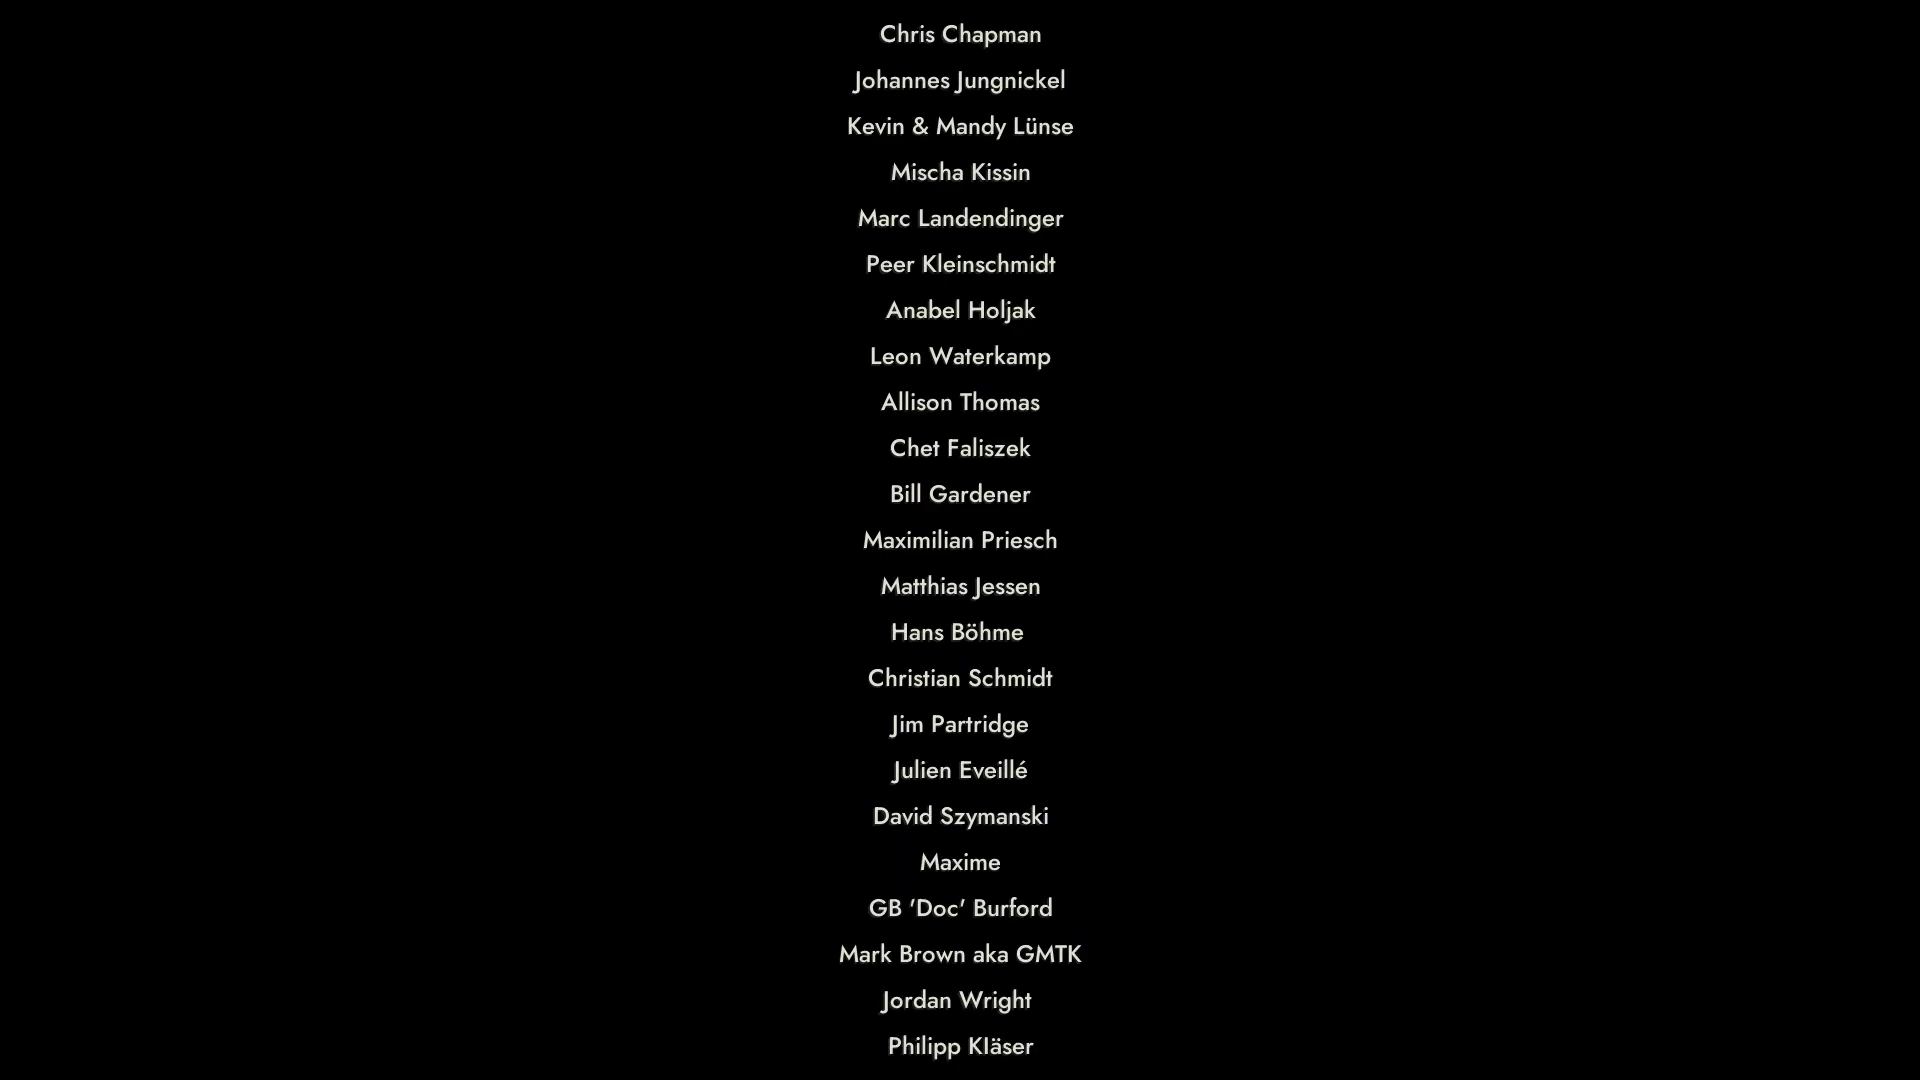 Chris Chapman
Johannes Jungnickel
Kevin & Mandy Lünse
Mischa Kissin
Marc Landendinger
Peer Kleinschmidt
Anabel Holjak
Leon Waterkamp
Allison Thomas
Chet Faliszek
Bill Gardener
Maximilian Priesch
Matthias Jessen
Hans Böhme
Christian Schmidt
Jim Partridge
Julien Eveillé
David Szymanski
Maxime
GB 'Doc' Burford
Mark Brown aka GMTK
Jordan Wright
Philipp Kläser